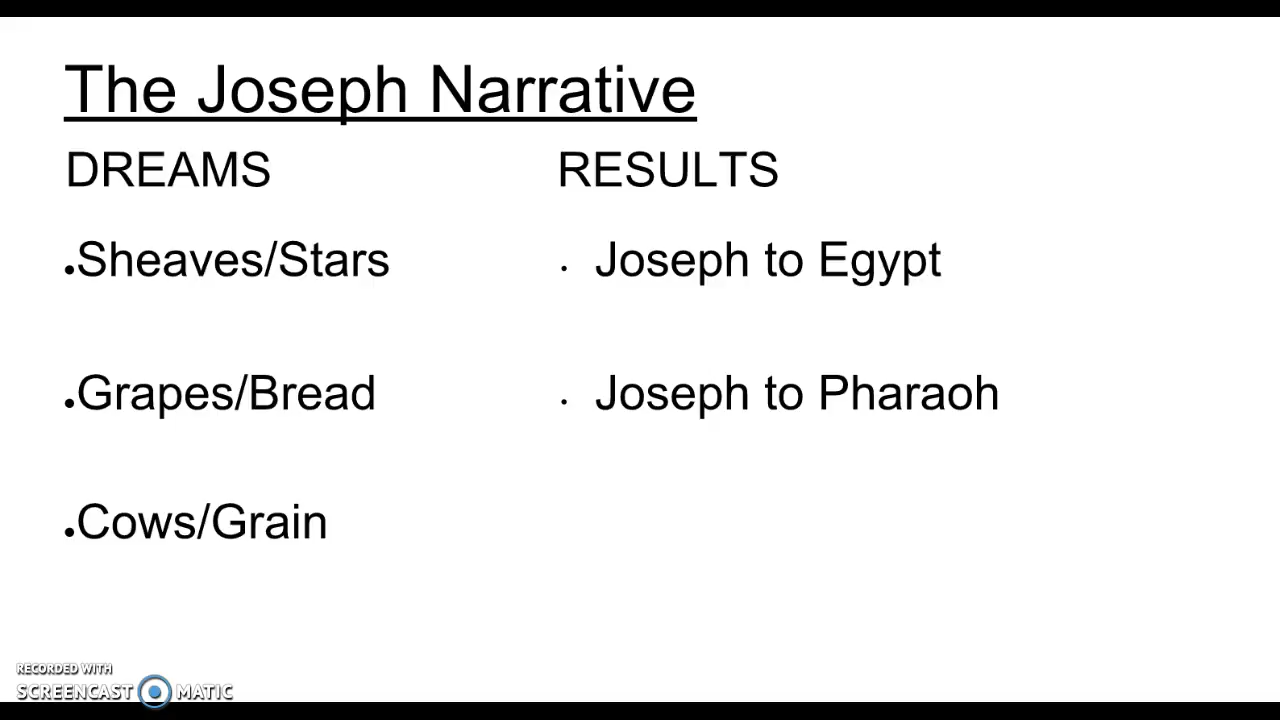 The Joseph Narrative
DREAMS
RESULTS
•Sheaves/Stars
• Joseph to Egypt
•Grapes/Bread
• Joseph to Pharaoh
•Cows/Grain
RECORDED WITH
SCREENCAST MATIC